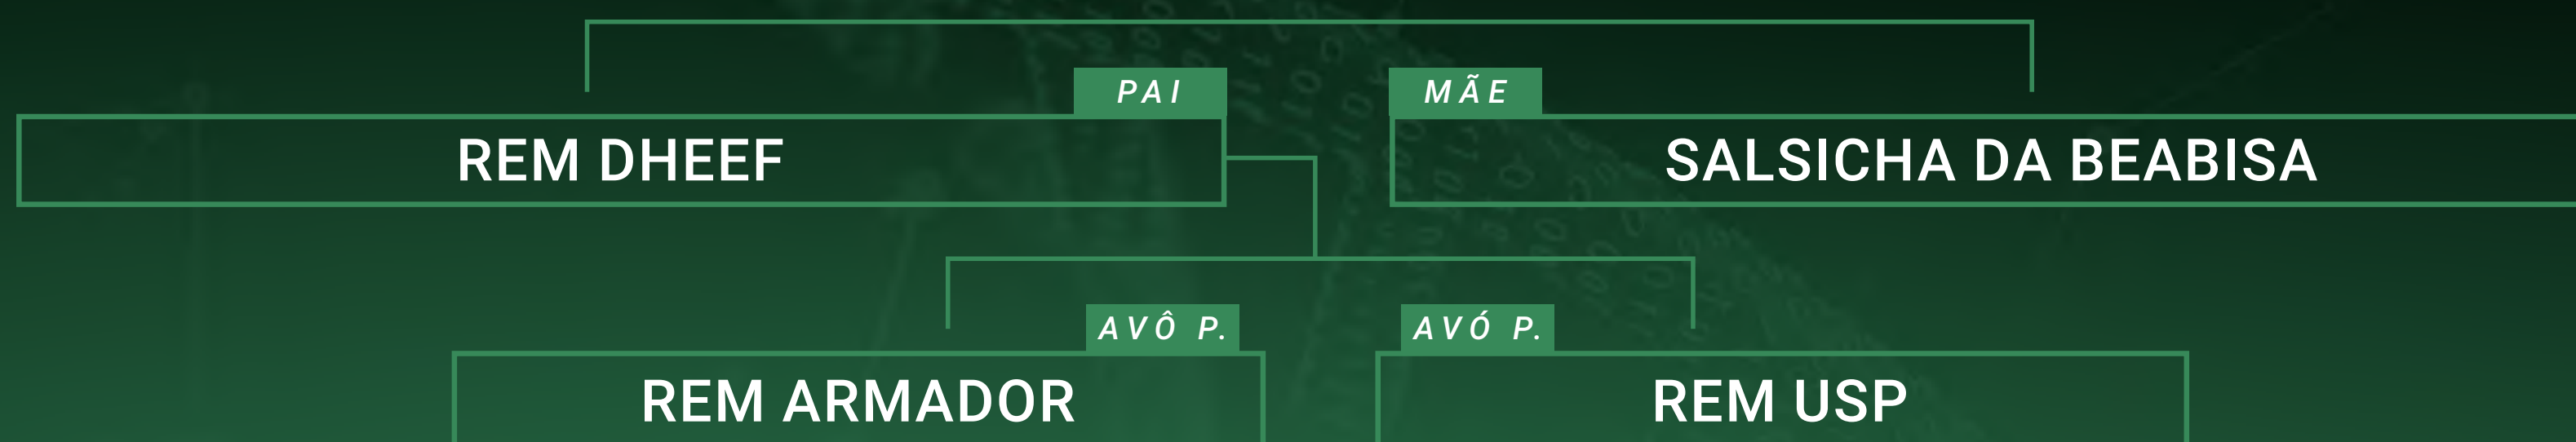 PAI
MÃE
REM DHEEF
SALSICHA DA BEABISA
AVÔ P.
AVÓ P.
REM ARMADOR
REM USP